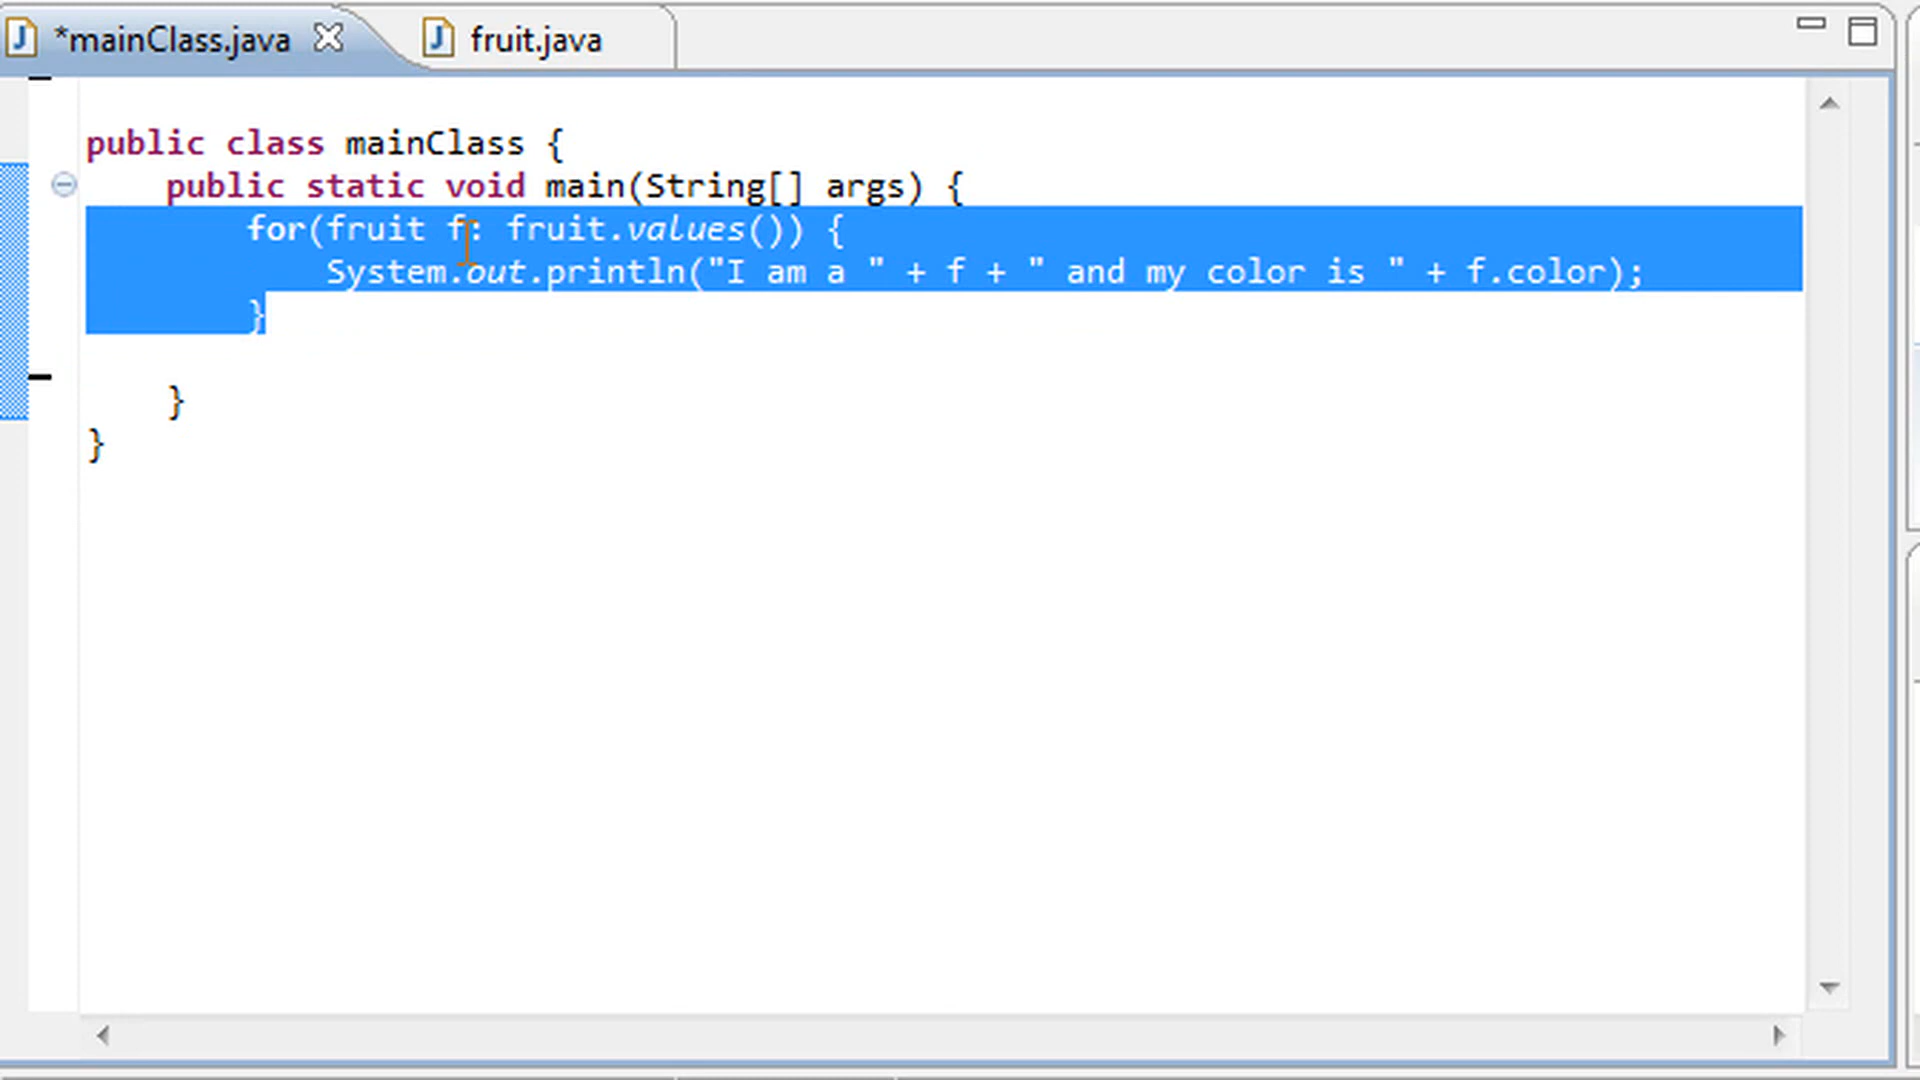 *mainClass.java
fruit.java
public class mainClass {
public static void main(String[] args) {
for(fruit f: fruit.values()) {
System.out.println("I am a " + f + " and my color is " + f.color);
}
}
}